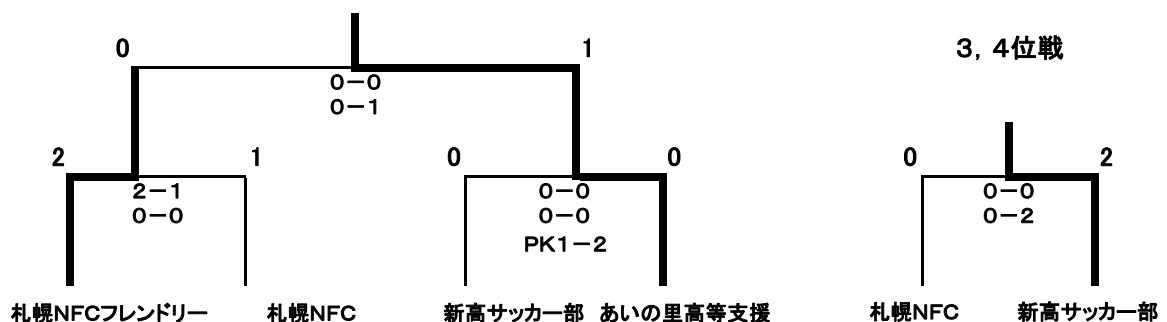 0 1 3，4位戦
0－0
0－1
2 1 0 0 0 2
2－1 0－0 0－0
0－0 0－0 0－2
PK1－2
札幌NFCフレンドリー 札幌NFC 新高サッカー部 あいの里高等支援 札幌NFC 新高サッカー部